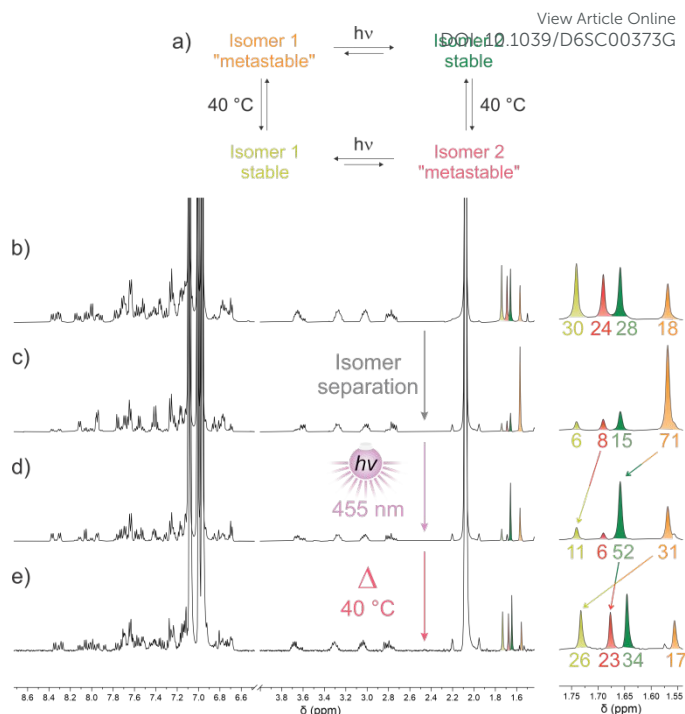 View Article Online
DOI: 10.1039/D6SC00373G
a)
Isomer 1
"metastable"
hν
Isomer 2
stable
40 °C
40 °C
Isomer 1
stable
hν
Isomer 2
"metastable"
b)
30 24 28 18
c)
Isomer
separation
6 8 15 71
d)
hν
455 nm
11 6 52 31
e)
Δ
40 °C
26 23 34 17
8.6 8.4 8.2 8.0 7.8 7.6 7.4 7.2 7.0 6.8 6.6 4.0 3.8 3.6 3.4 3.2 3.0 2.8 2.6 2.4 2.2 2.0 1.8 1.6 1.75 1.70 1.65 1.60 1.55
δ (ppm) δ (ppm) δ (ppm)